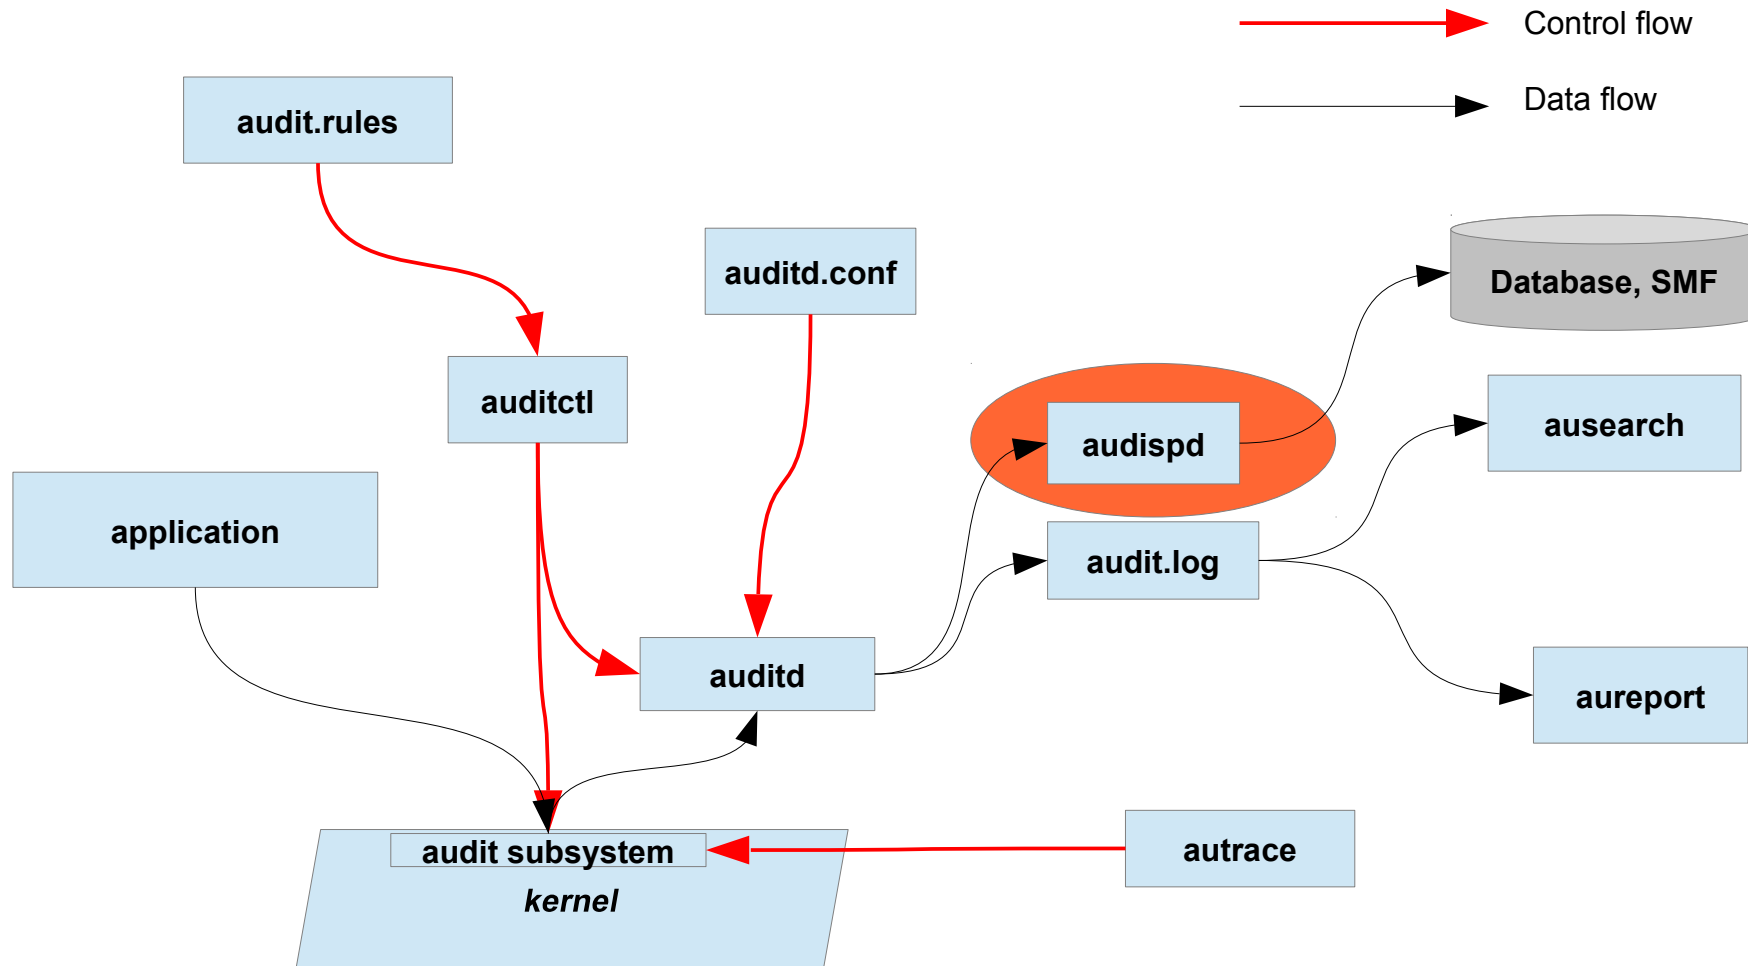 Control flow
Data flow
audit.rules
auditd.conf
Database, SMF
auditctl
audispd
ausearch
application
audit.log
auditd
aureport
audit subsystem
kernel
autrace